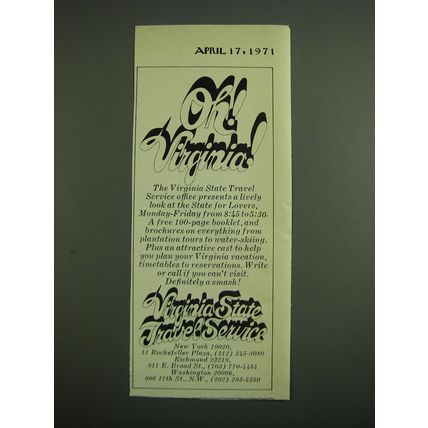 APRIL 17, 1971
Oh!
Virginia!
The Virginia State Travel
Service office presents a lively
look at the State for Lovers,
Monday-Friday from 8:45 to 5:30.
A free 100-page booklet, and
brochures on everything from
plantation tours to water-skiing.
Plus an attractive cast to help
you plan your Virginia vacation,
timetables to reservations. Write
or call if you can't visit.
Definitely a smash!
Virginia State
Travel Service
New York 10020,
11 Rockefeller Plaza, (212) 245-3080
Richmond 23219,
911 E. Broad St., (703) 770-4484
Washington 20006,
906 17th St., N.W., (202) 293-5350